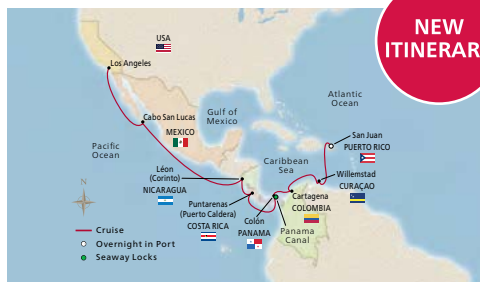 NEW
ITINERAR
USA
Los Angeles
Atlantic
Ocean
Gulf of
Mexico
Cabo San Lucas
MEXICO
San Juan
PUERTO RICO
Pacific
Ocean
Caribbean
Sea
Léon
(Corinto)
NICARAGUA
Willemstad
CURAÇAO
Puntarenas
(Puerto Caldera)
COSTA RICA
Cartagena
COLOMBIA
Colón
PANAMA
Panama
Canal
N
Cruise
Overnight in Port
Seaway Locks